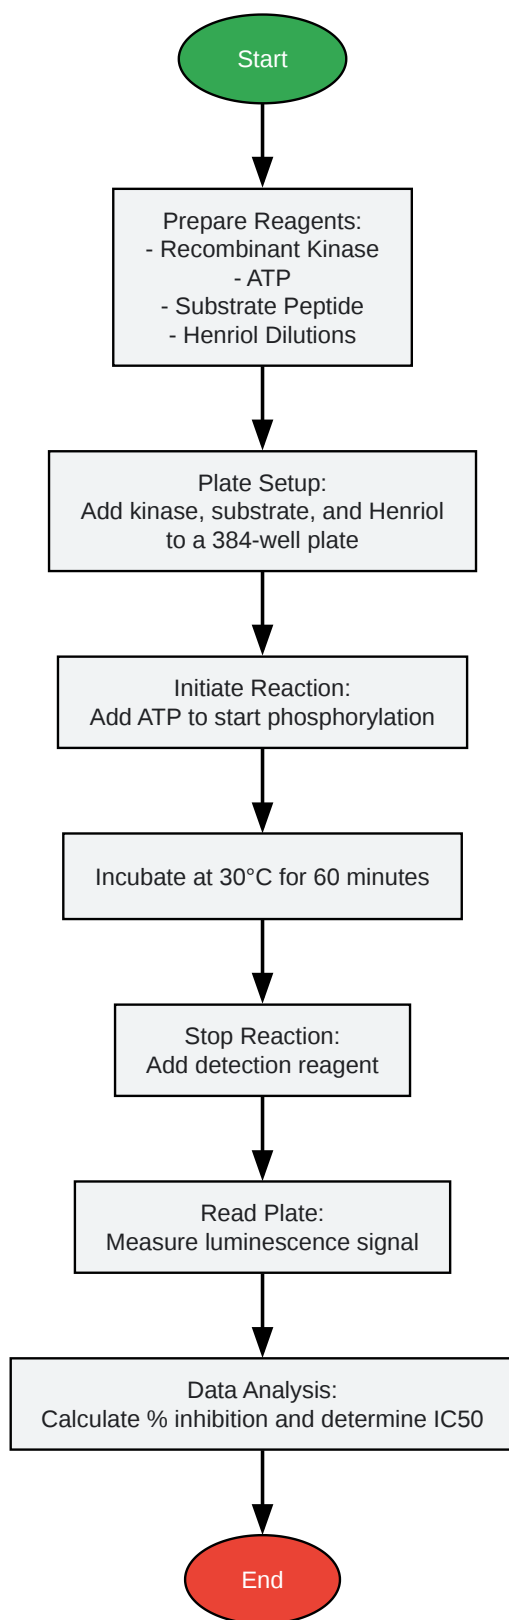 Start
Prepare Reagents:
- Recombinant Kinase
- ATP
- Substrate Peptide
- Henriol Dilutions
Plate Setup:
Add kinase, substrate, and Henriol
to a 384-well plate
Initiate Reaction:
Add ATP to start phosphorylation
Incubate at 30°C for 60 minutes
Stop Reaction:
Add detection reagent
Read Plate:
Measure luminescence signal
Data Analysis:
Calculate % inhibition and determine IC50
End